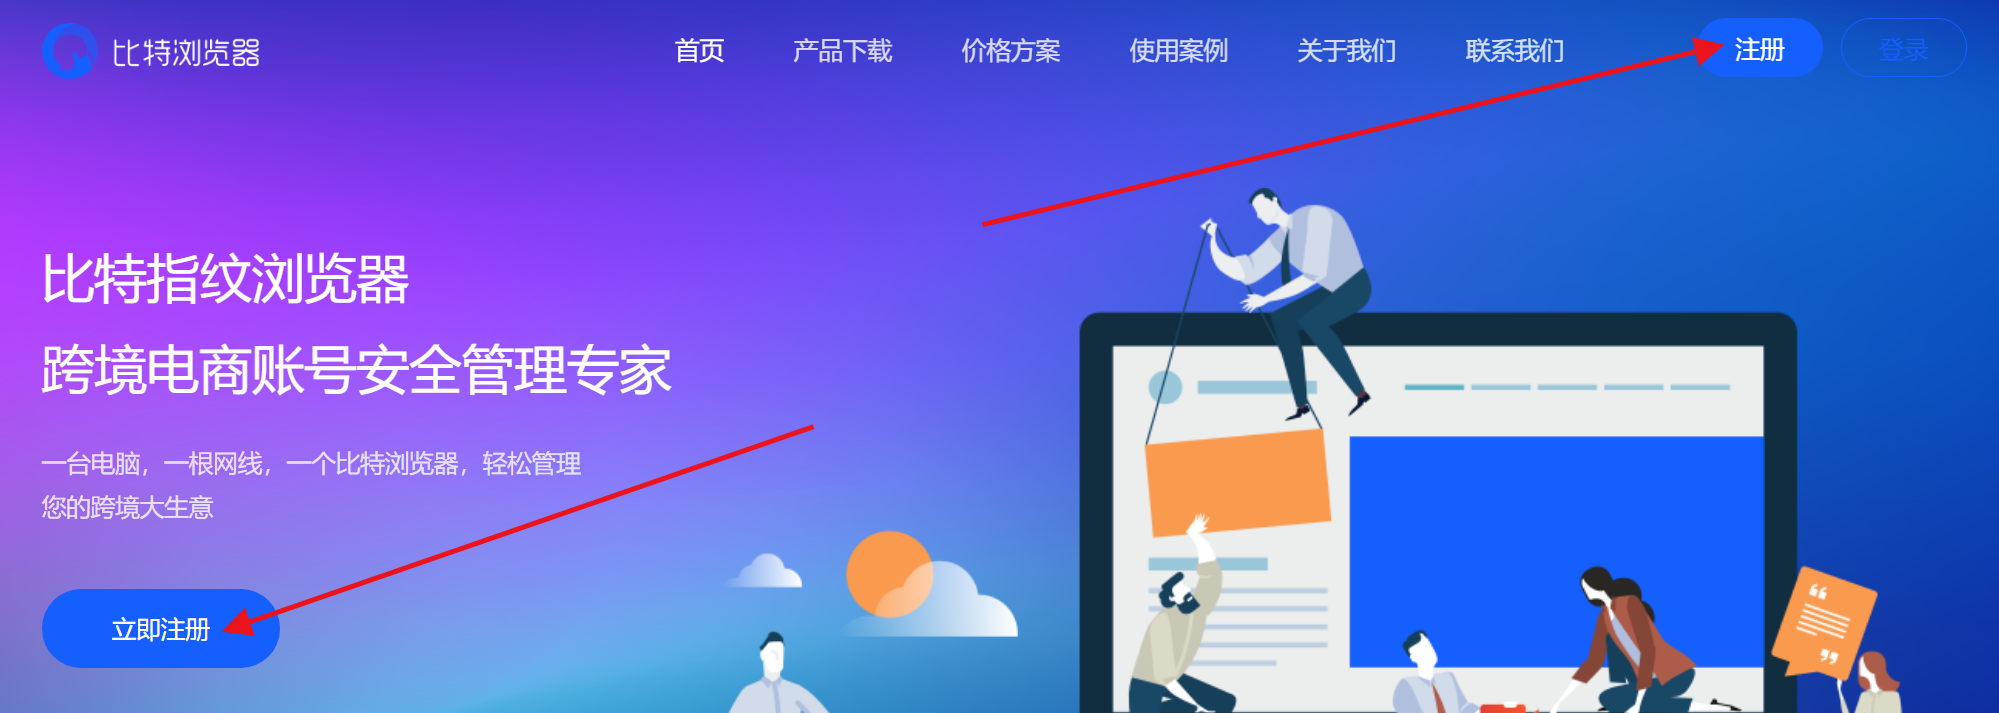 比特浏览器
首页
产品下载
价格方案
使用案例
关于我们
联系我们
注册
登录
比特指纹浏览器
跨境电商账号安全管理专家
一台电脑，一根网线，一个比特浏览器，轻松管理
您的跨境大生意
立即注册